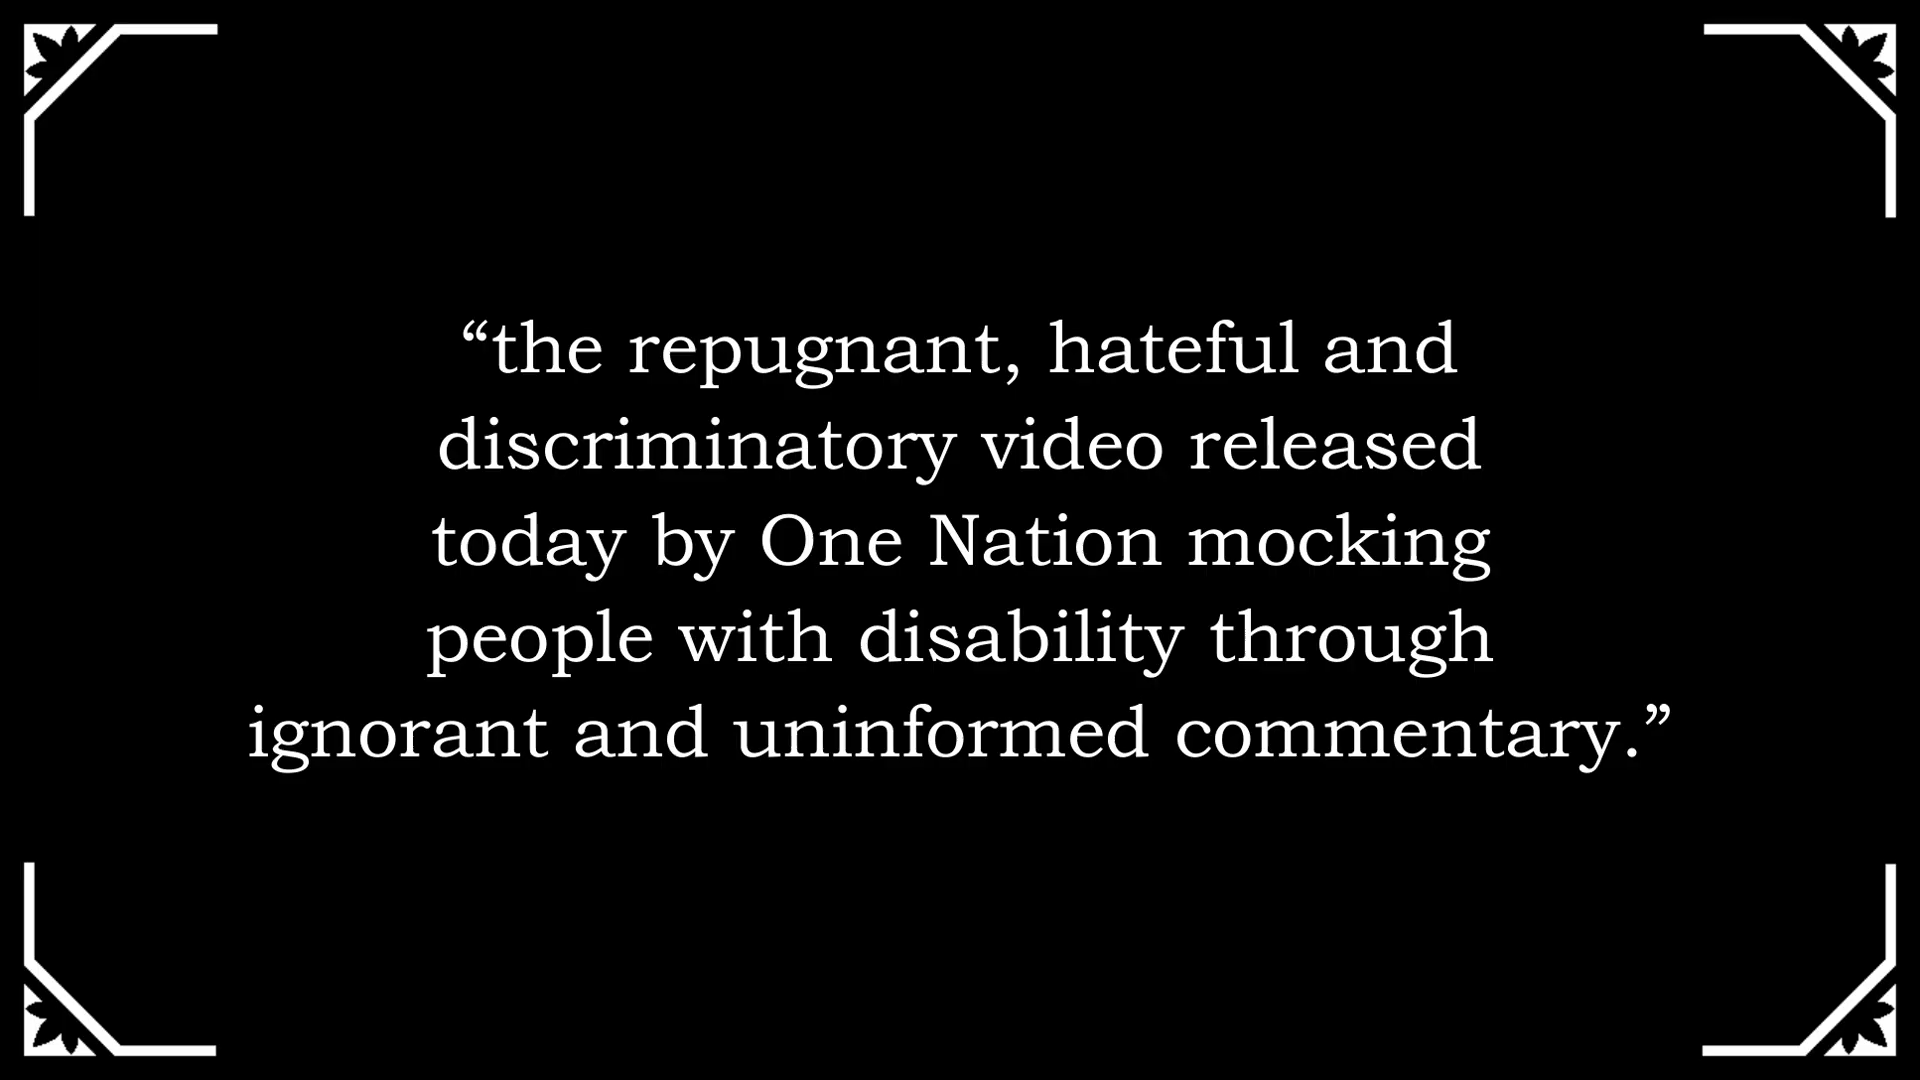 “the repugnant, hateful and
discriminatory video released
today by One Nation mocking
people with disability through
ignorant and uninformed commentary.”